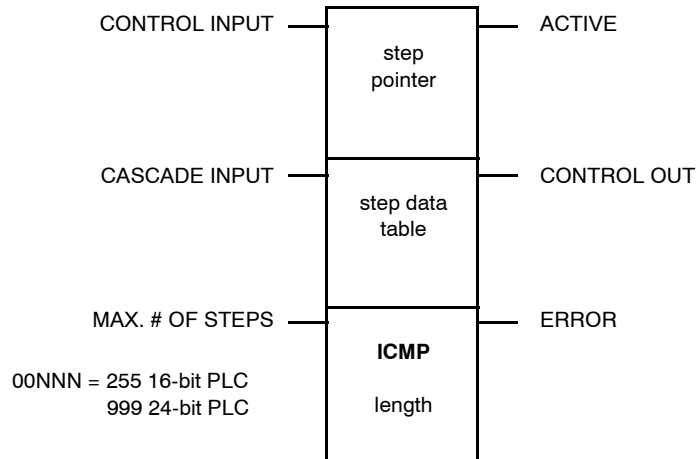 CONTROL INPUT
step
pointer
ACTIVE
CASCADE INPUT
step data
table
CONTROL OUT
MAX. # OF STEPS
ICMP
ERROR
00NNN = 255 16-bit PLC
999 24-bit PLC
length